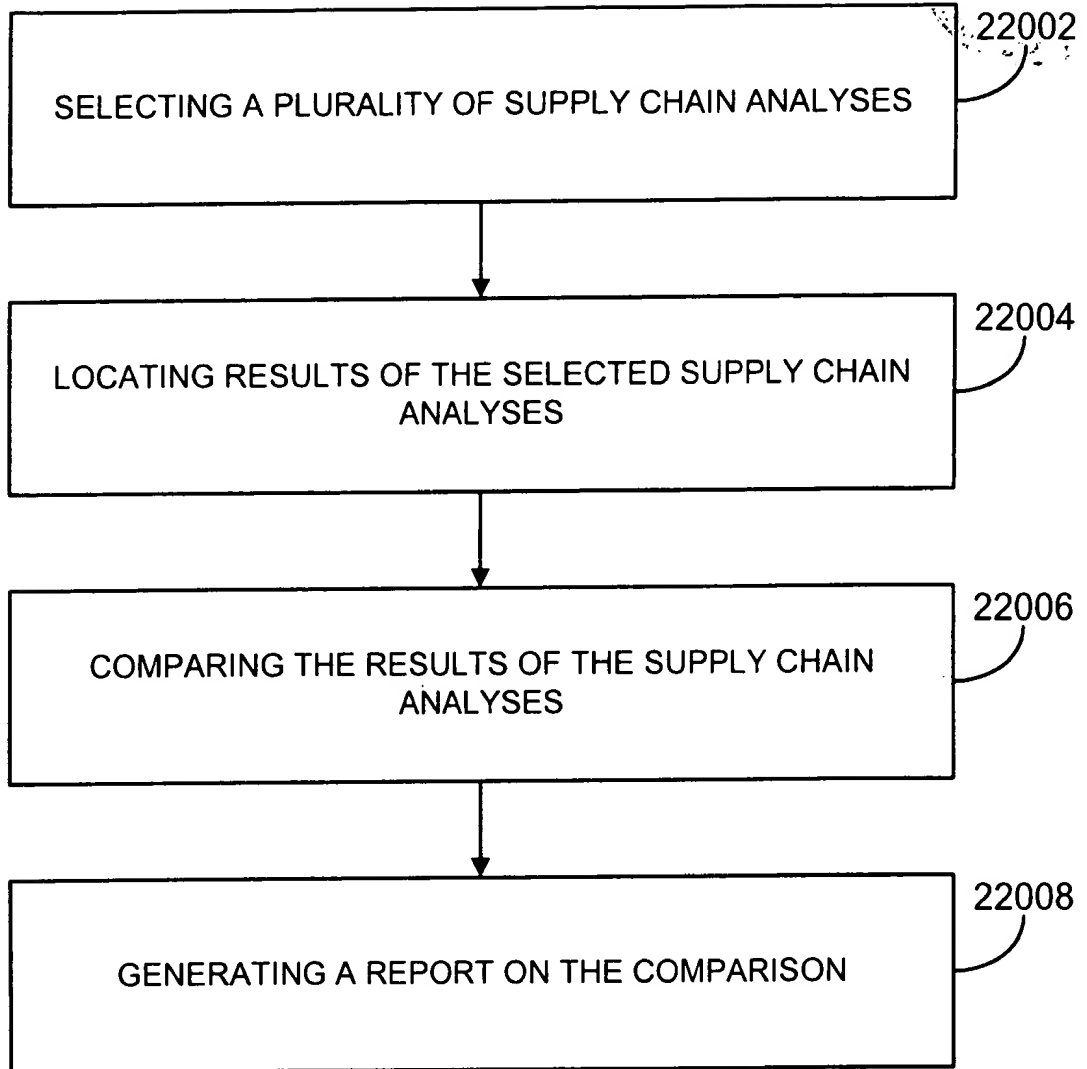 22002
SELECTING A PLURALITY OF SUPPLY CHAIN ANALYSES
22004
LOCATING RESULTS OF THE SELECTED SUPPLY CHAIN
ANALYSES
22006
COMPARING THE RESULTS OF THE SUPPLY CHAIN
ANALYSES
22008
GENERATING A REPORT ON THE COMPARISON